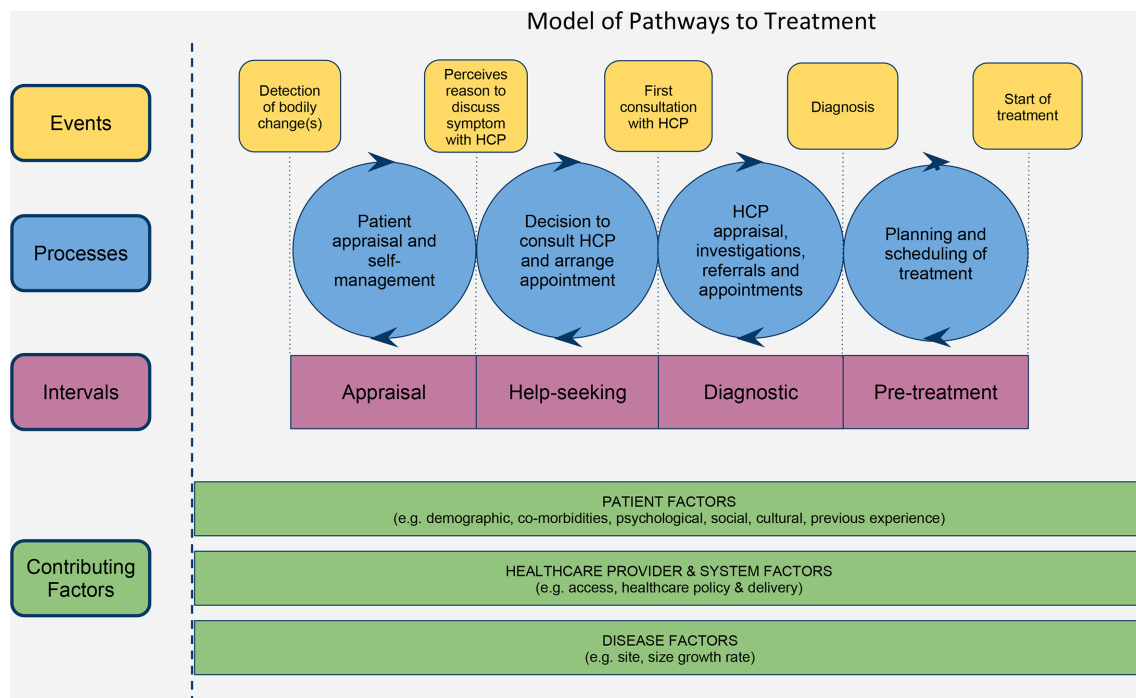 Model of Pathways to Treatment
Events
Detection
of bodily
change(s)
Perceives
reason to
discuss
symptom
with HCP
First
consultation
with HCP
Diagnosis
Start of
treatment
Processes
Patient
appraisal and
self-
management
Decision to
consult HCP
and arrange
appointment
HCP
appraisal,
investigations,
referrals and
appointments
Planning and
scheduling of
treatment
Intervals
Appraisal
Help-seeking
Diagnostic
Pre-treatment
Contributing
Factors
PATIENT FACTORS
(e.g. demographic, co-morbidities, psychological, social, cultural, previous experience)
HEALTHCARE PROVIDER & SYSTEM FACTORS
(e.g. access, healthcare policy & delivery)
DISEASE FACTORS
(e.g. site, size growth rate)